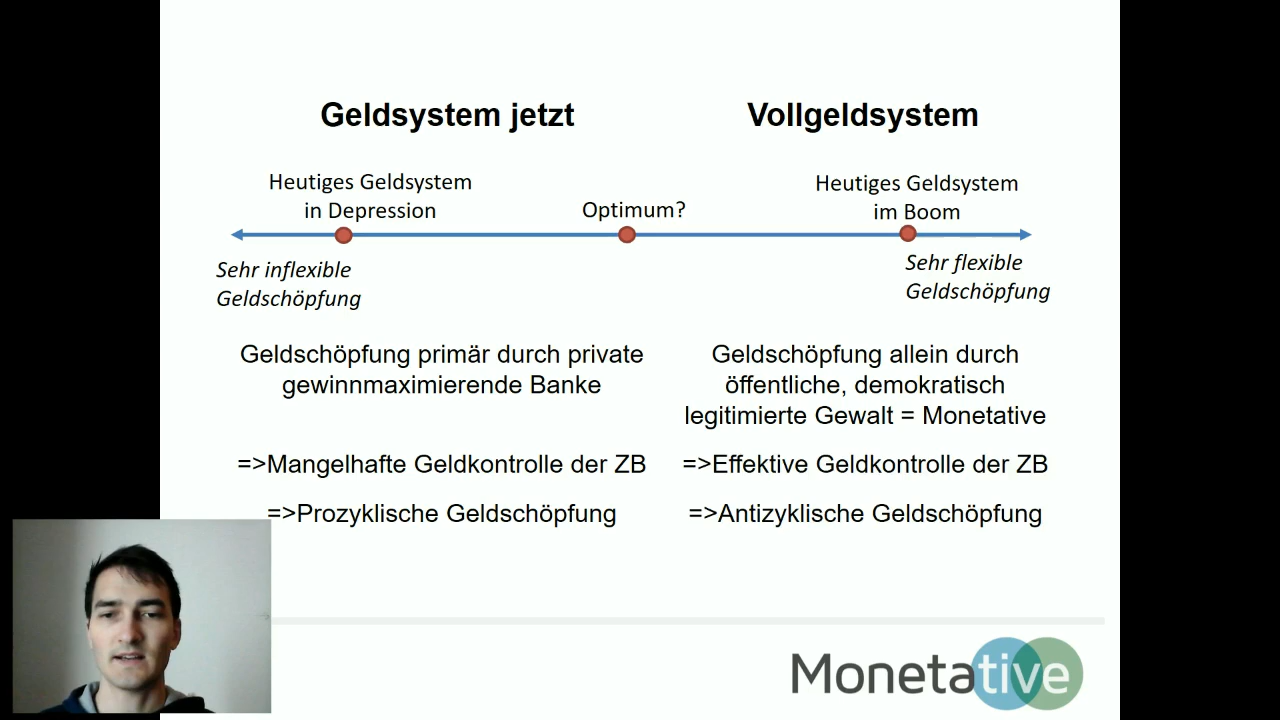 Geldsystem jetzt
Vollgeldsystem
Heutiges Geldsystem
in Depression
Optimum?
Heutiges Geldsystem
im Boom
Sehr inflexible
Geldschöpfung
Sehr flexible
Geldschöpfung
Geldschöpfung primär durch private
gewinnmaximierende Banke
Geldschöpfung allein durch
öffentliche, demokratisch
legitimierte Gewalt = Monetative
=>Mangelhafte Geldkontrolle der ZB
=>Effektive Geldkontrolle der ZB
=>Prozyklische Geldschöpfung
=>Antizyklische Geldschöpfung
Monetative